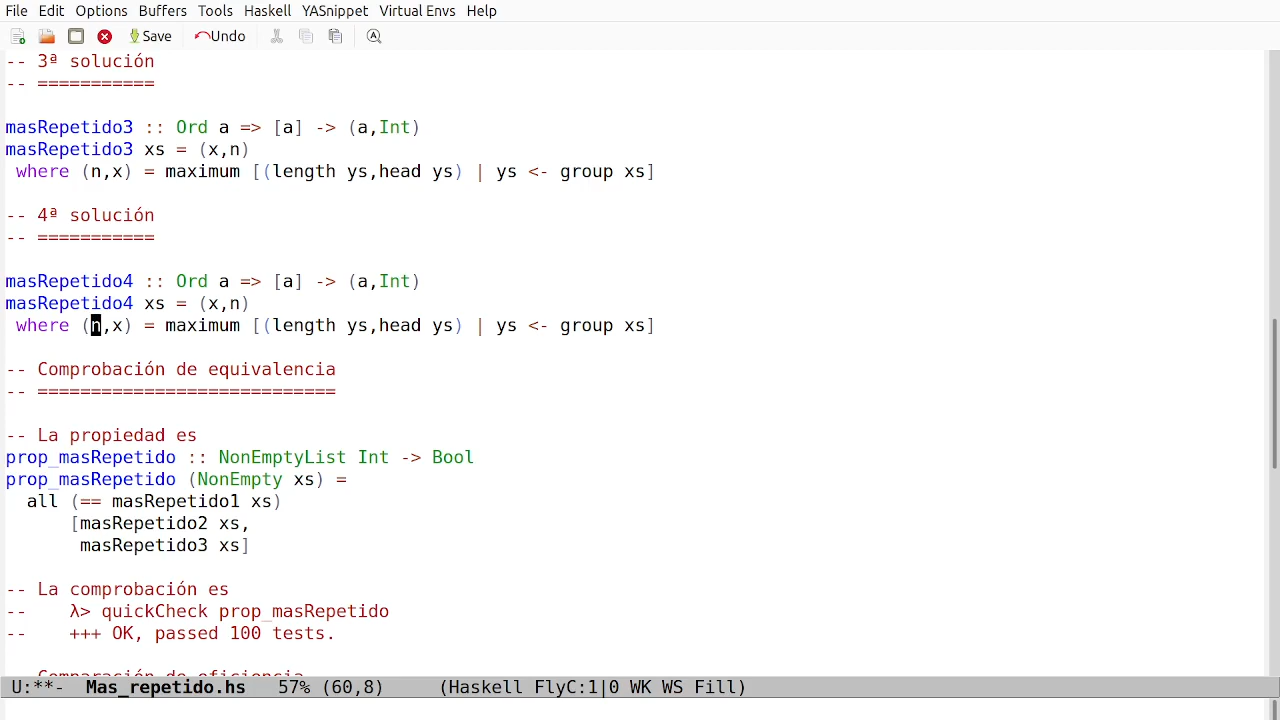 File Edit Options Buffers Tools Haskell YASnippet Virtual Envs Help
Save Undo
-- 3ª solución
-- ===========
masRepetido3 :: Ord a => [a] -> (a,Int)
masRepetido3 xs = (x,n)
 where (n,x) = maximum [(length ys,head ys) | ys <- group xs]
-- 4ª solución
-- ===========
masRepetido4 :: Ord a => [a] -> (a,Int)
masRepetido4 xs = (x,n)
 where (n,x) = maximum [(length ys,head ys) | ys <- group xs]
-- Comprobación de equivalencia
-- ============================
-- La propiedad es
prop_masRepetido :: NonEmptyList Int -> Bool
prop_masRepetido (NonEmpty xs) =
  all (== masRepetido1 xs)
      [masRepetido2 xs,
       masRepetido3 xs]
-- La comprobación es
--    λ> quickCheck prop_masRepetido
--    +++ OK, passed 100 tests.
-- Comparación de eficiencia
U:**-  Mas_repetido.hs   57% (60,8)      (Haskell FlyC:1|0 WK WS Fill)